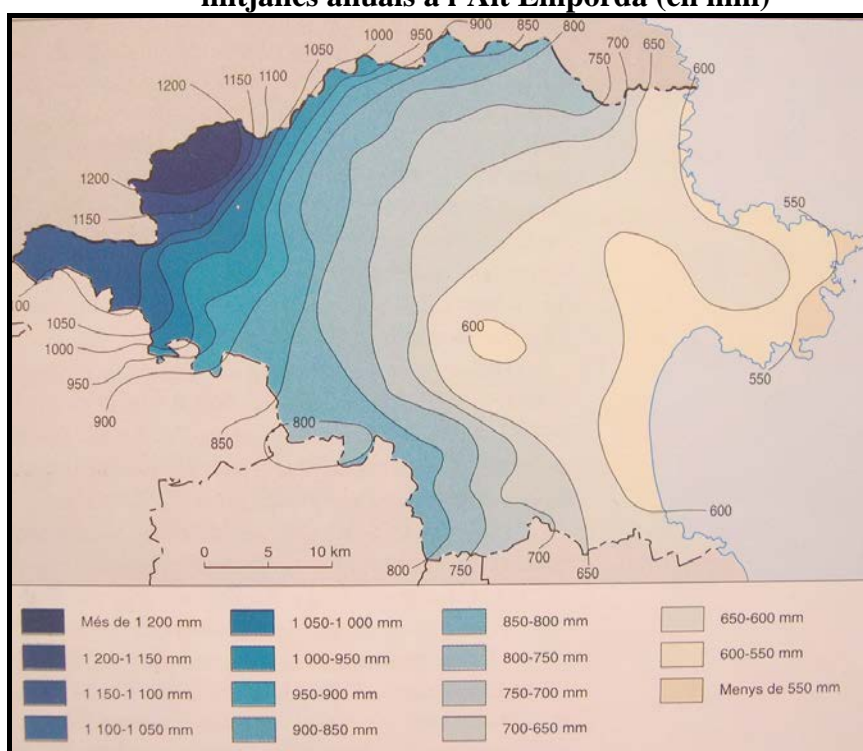 mitjanes anuals a l'Alt Empordà (en mm)
900
850
800
950
1000
1050
750
700
650
600
1200
1150
1100
1200
1150
550
600
1050
1000
950
550
900
850
800
600
0 5 10 km
800
750
700
650
Més de 1 200 mm
1 200-1 150 mm
1 150-1 100 mm
1 100-1 050 mm
1 050-1 000 mm
1 000-950 mm
950-900 mm
900-850 mm
850-800 mm
800-750 mm
750-700 mm
700-650 mm
650-600 mm
600-550 mm
Menys de 550 mm